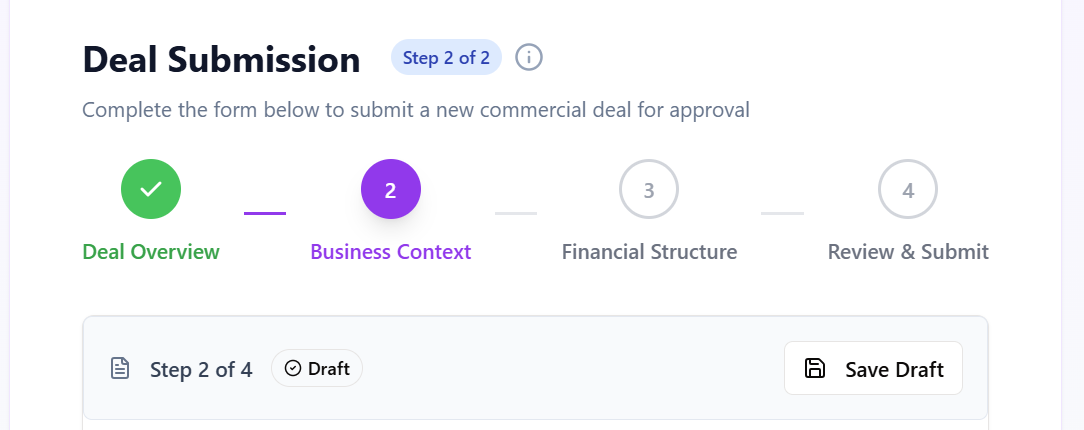 Deal Submission Step 2 of 2
Complete the form below to submit a new commercial deal for approval
2 3 4
Deal Overview Business Context Financial Structure Review & Submit
Step 2 of 4 Draft Save Draft